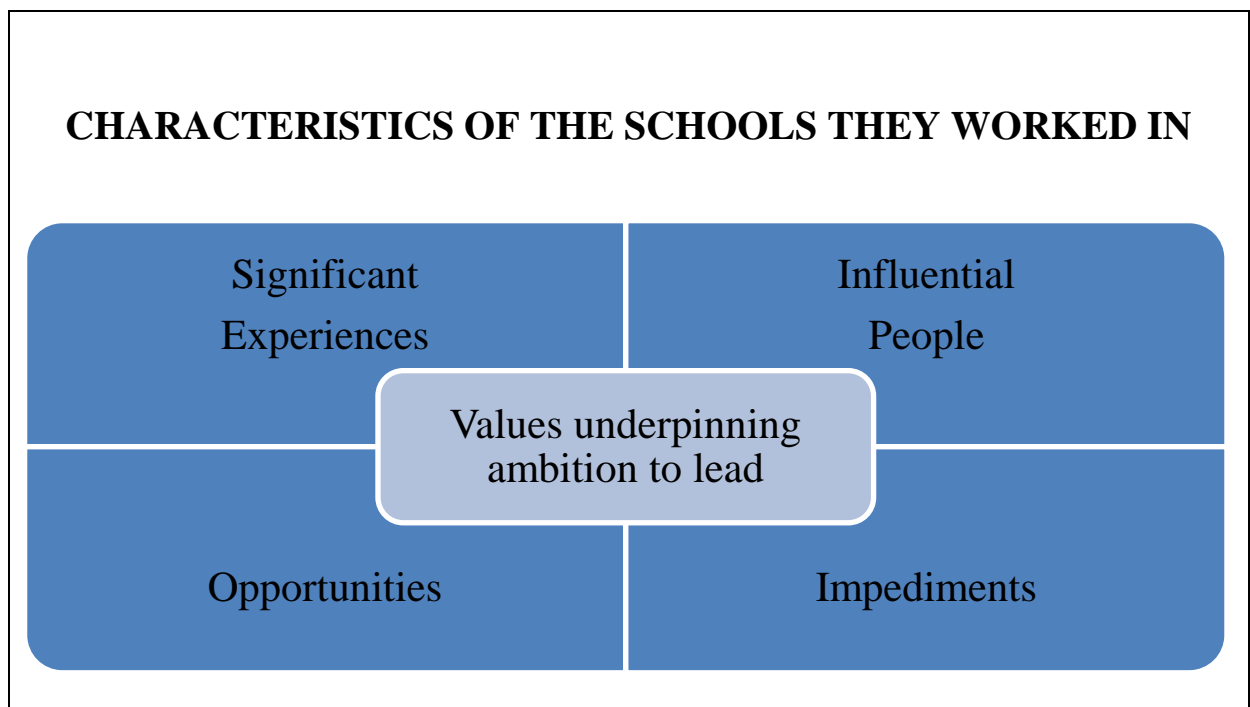 CHARACTERISTICS OF THE SCHOOLS THEY WORKED IN
Significant
Experiences
Influential
People
Values underpinning
ambition to lead
Opportunities
Impediments